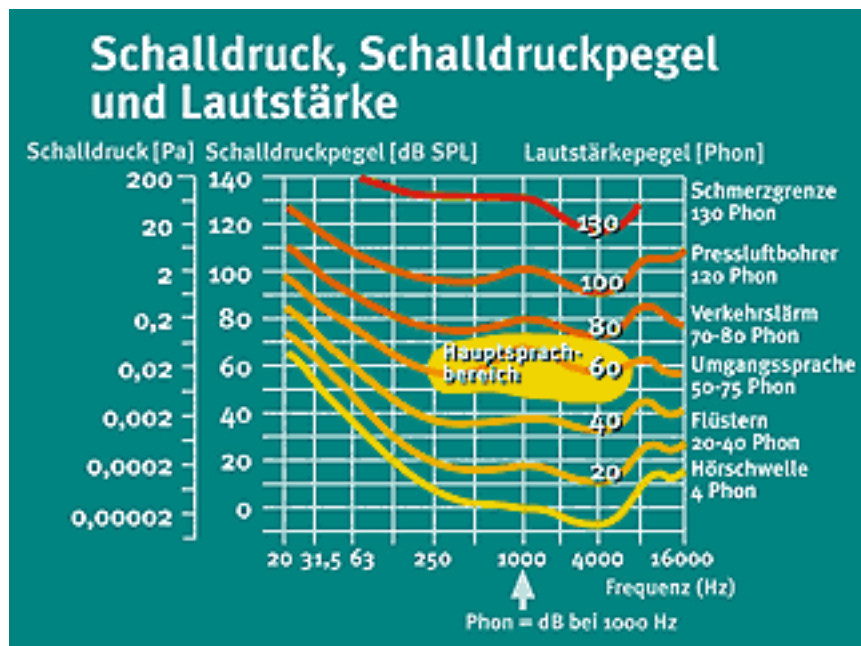 Schalldruck, Schalldruckpegel
und Lautstärke
Schalldruck [Pa]
Schalldruckpegel [dB SPL]
Lautstärkepegel [Phon]
200
20
2
0,2
0,02
0,002
0,0002
0,00002
140
120
100
80
60
40
20
0
130
100
80
60
40
20
Hauptsprach-
bereich
Schmerzgrenze
130 Phon
Pressluftbohrer
120 Phon
Verkehrslärm
70-80 Phon
Umgangssprache
50-75 Phon
Flüstern
20-40 Phon
Hörschwelle
4 Phon
20 31,5 63 250 1000 4000 16000
Frequenz (Hz)
Phon = dB bei 1000 Hz